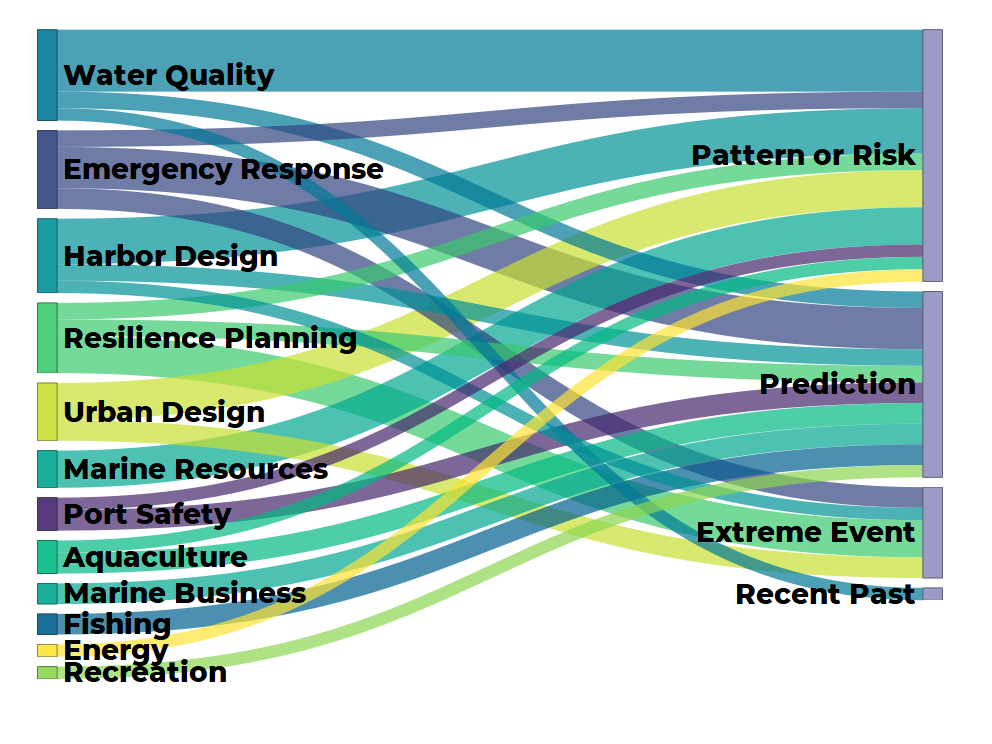 Water Quality
Emergency Response
Harbor Design
Resilience Planning
Urban Design
Marine Resources
Port Safety
Aquaculture
Marine Business
Fishing
Energy
Recreation
Pattern or Risk
Prediction
Extreme Event
Recent Past